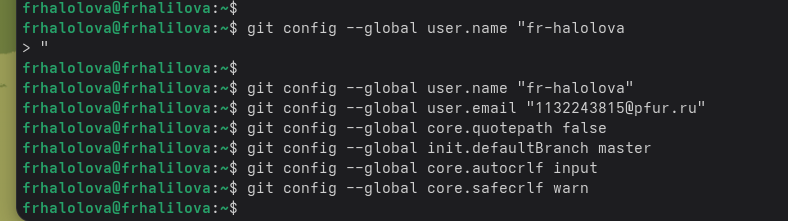 frhalolova@frhalilova:~$
frhalolova@frhalilova:~$ git config --global user.name "fr-halolova
> "
frhalolova@frhalilova:~$
frhalolova@frhalilova:~$ git config --global user.name "fr-halolova"
frhalolova@frhalilova:~$ git config --global user.email "1132243815@pfur.ru"
frhalolova@frhalilova:~$ git config --global core.quotepath false
frhalolova@frhalilova:~$ git config --global init.defaultBranch master
frhalolova@frhalilova:~$ git config --global core.autocrlf input
frhalolova@frhalilova:~$ git config --global core.safecrlf warn
frhalolova@frhalilova:~$